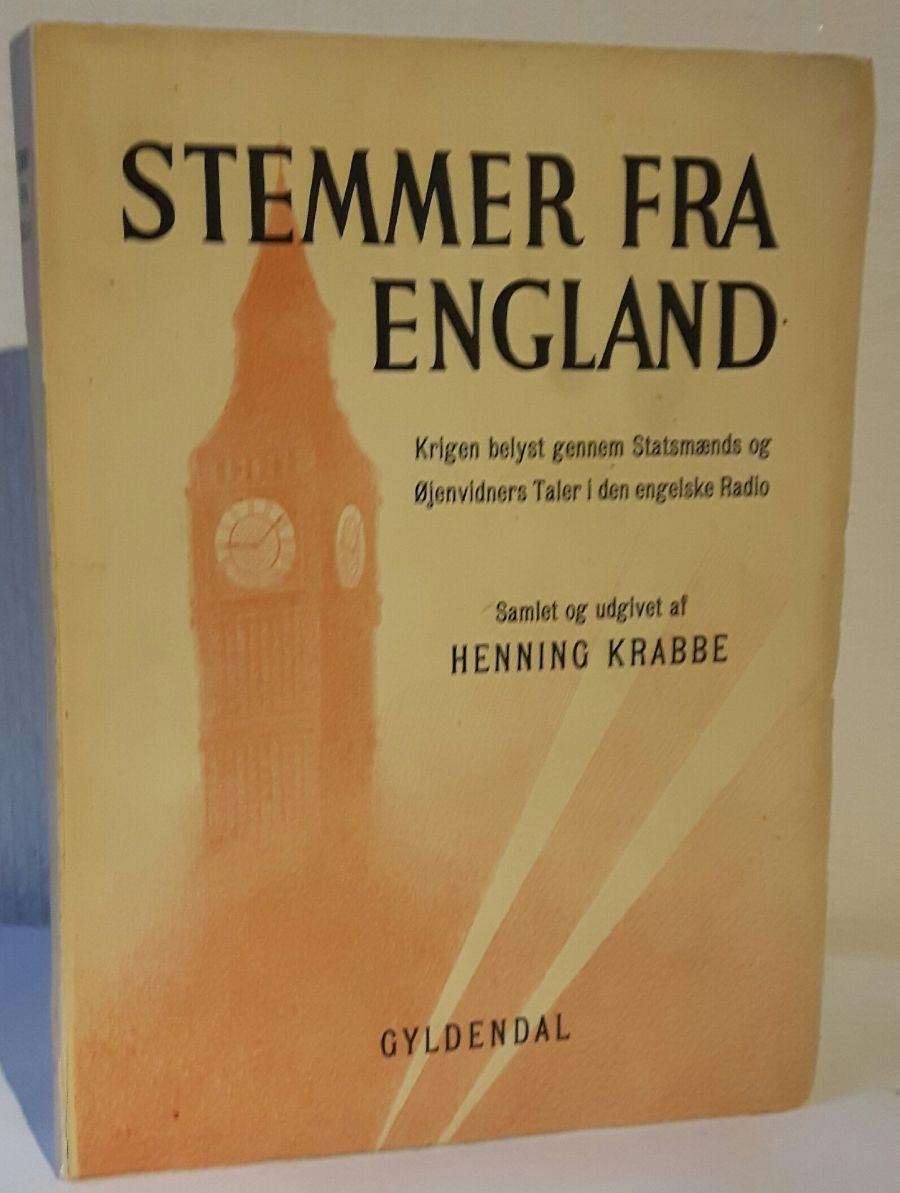 STEMMER FRA
ENGLAND
Krigen belyst gennem Statsmænds og
Øjenvidners Taler i den engelske Radio
Samlet og udgivet af
HENNING KRABBE
GYLDENDAL